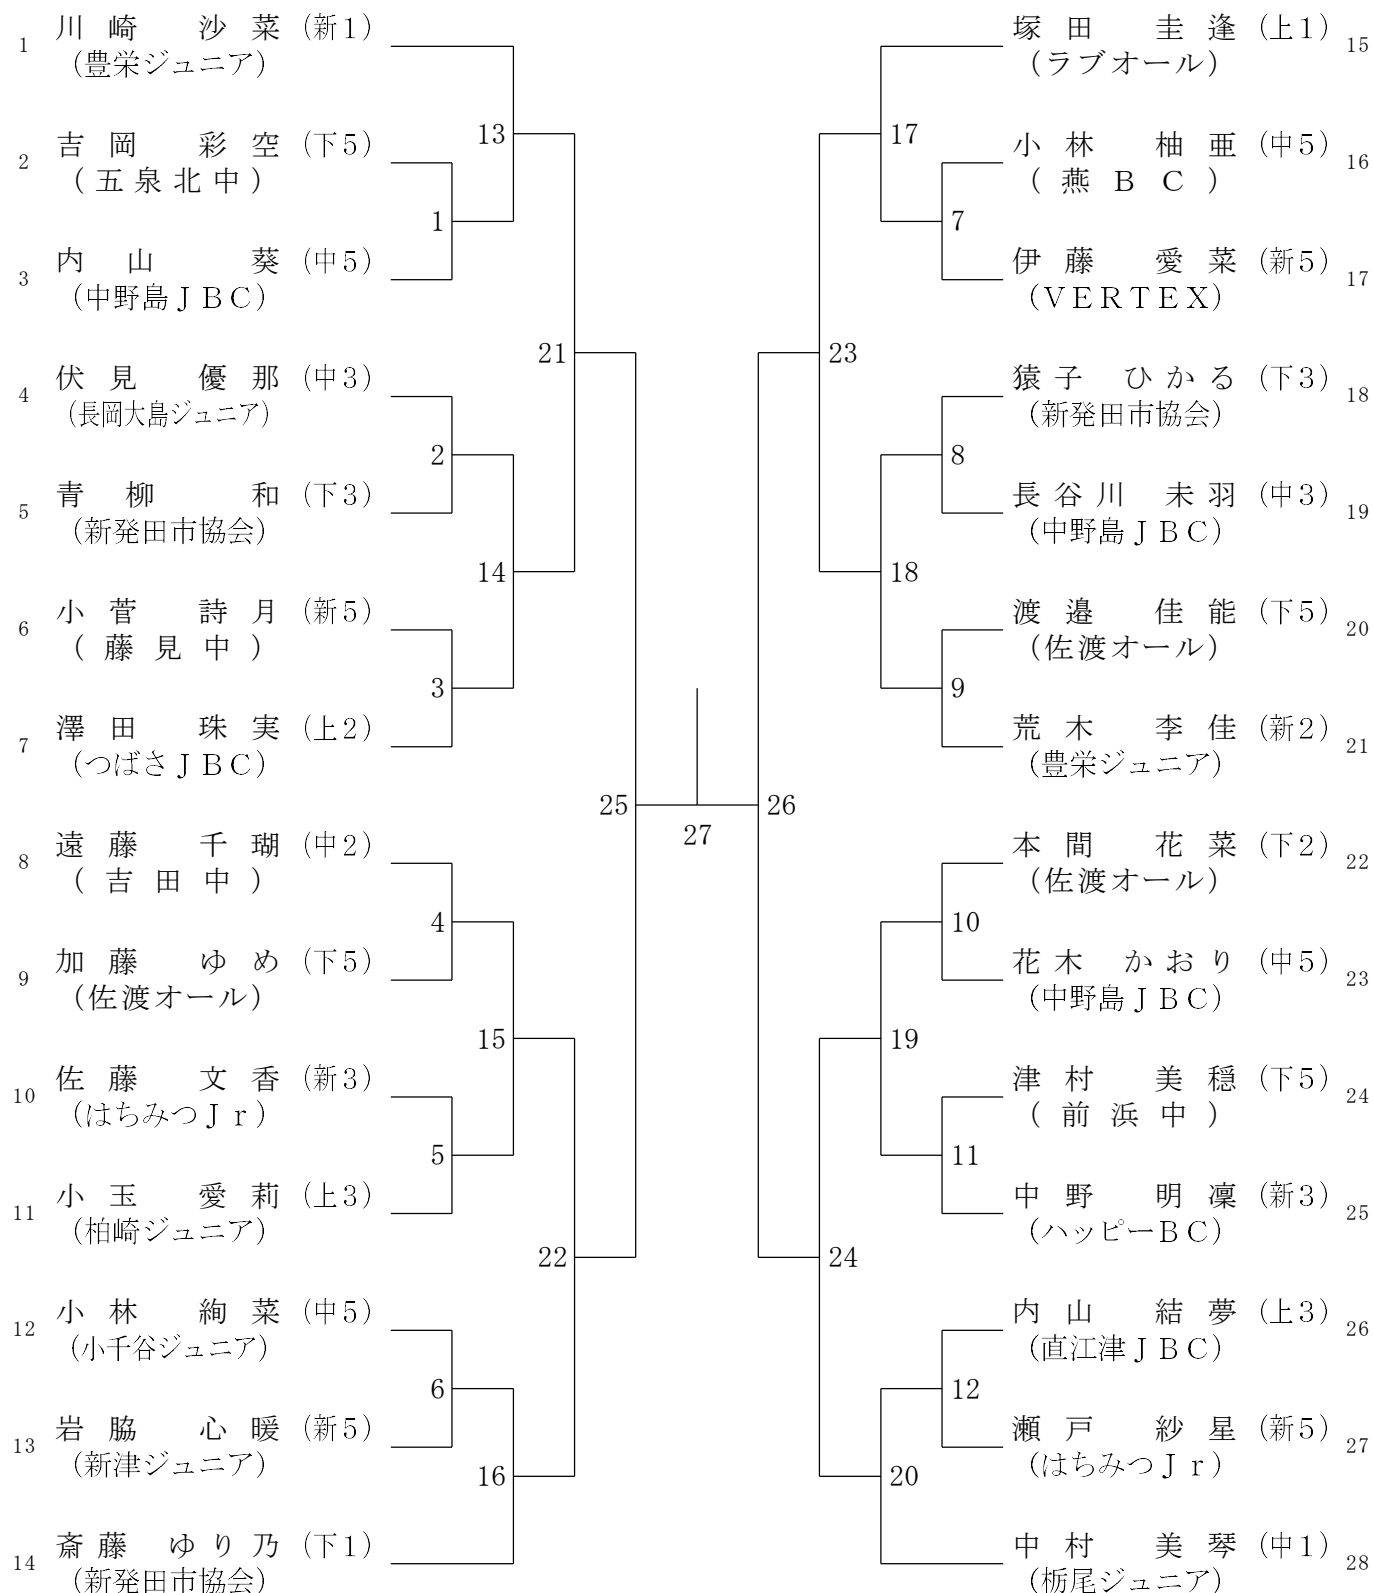 1 川崎 沙菜 (新1)
(豊栄ジュニア)
2 吉岡 彩空 (下5)
(五泉北中)
3 内山 葵 (中5)
(中野島JBC)
4 伏見 優那 (中3)
(長岡大島ジュニア)
5 青柳 和 (下3)
(新発田市協会)
6 小菅 詩月 (新5)
(藤見中)
7 澤田 珠実 (上2)
(つばさJBC)
8 遠藤 千瑚 (中2)
(吉田中)
9 加藤 ゆめ (下5)
(佐渡オール)
10 佐藤 文香 (新3)
(はちみつJr)
11 小玉 愛莉 (上3)
(柏崎ジュニア)
12 小林 絢菜 (中5)
(小千谷ジュニア)
13 岩脇 心暖 (新5)
(新津ジュニア)
14 斎藤 ゆり乃 (下1)
(新発田市協会)
1
2
3
4
5
6
13
14
15
16
21
22
25
27
26
23
24
17
18
19
20
7
8
9
10
11
12
塚田 圭逢 (上1) 15
(ラブオール)
小林 柚亜 (中5) 16
(燕BC)
伊藤 愛菜 (新5) 17
(VERTEX)
猿子 ひかる (下3) 18
(新発田市協会)
長谷川 未羽 (中3) 19
(中野島JBC)
渡邉 佳能 (下5) 20
(佐渡オール)
荒木 李佳 (新2) 21
(豊栄ジュニア)
本間 花菜 (下2) 22
(佐渡オール)
花木 かおり (中5) 23
(中野島JBC)
津村 美穏 (下5) 24
(前浜中)
中野 明凜 (新3) 25
(ハッピーBC)
内山 結夢 (上3) 26
(直江津JBC)
瀬戸 紗星 (新5) 27
(はちみつJr)
中村 美琴 (中1) 28
(栃尾ジュニア)